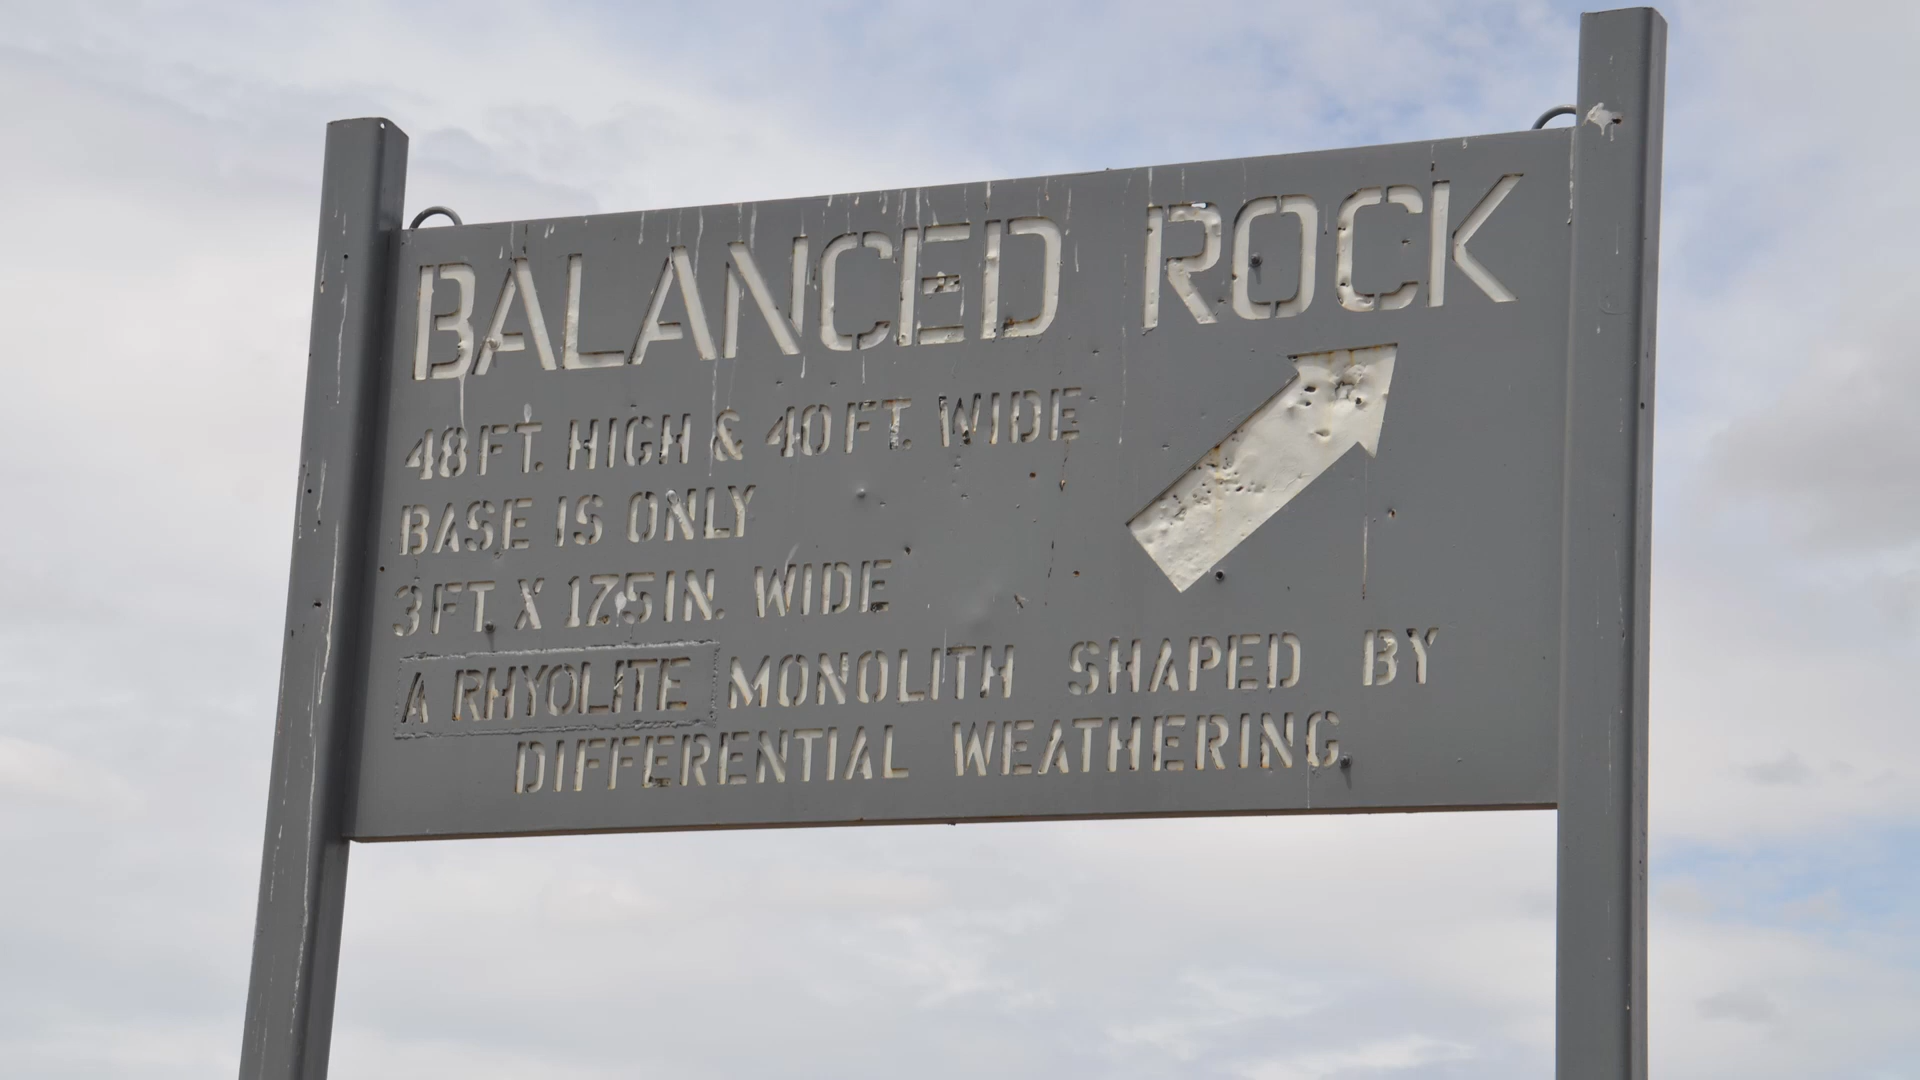 BALANCED ROCK
48 FT. HIGH & 40 FT. WIDE
BASE IS ONLY
3 FT. X 17.5 IN. WIDE
A RHYOLITE MONOLITH SHAPED BY
DIFFERENTIAL WEATHERING.